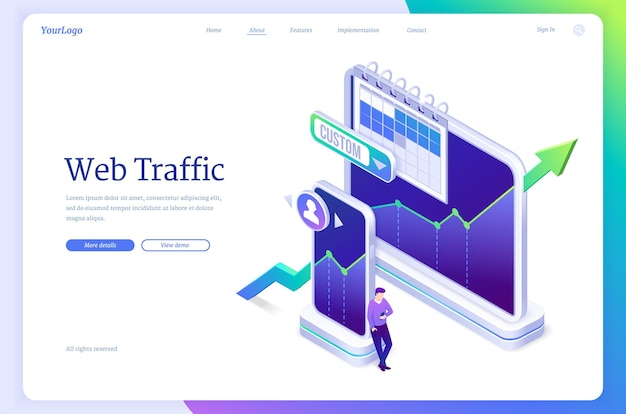 YourLogo
Home About Features Implementation Contact Sign In
CUSTOM
Web Traffic
Lorem ipsum dolor sit amet, consectetur adipiscing elit,
sed do eiusmod tempor incididunt ut labore et dolore
magna aliqua.
More details View demo
All rights reserved